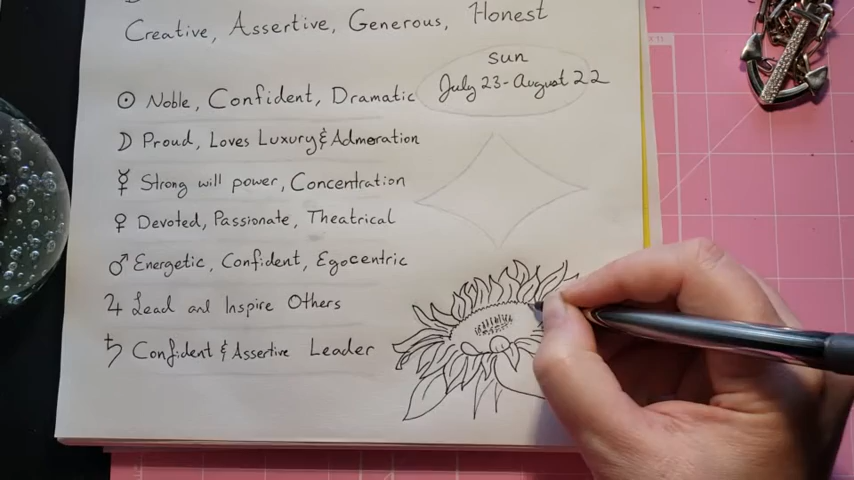 Creative, Assertive, Generous, Honest
sun
July 23-August 22
☉ Noble, Confident, Dramatic
☽ Proud, Loves Luxury & Admoration
☿ Strong will power, Concentration
♀ Devoted, Passionate, Theatrical
♂ Energetic, Confident, Egocentric
♃ Lead and Inspire Others
♄ Confident & Assertive Leader